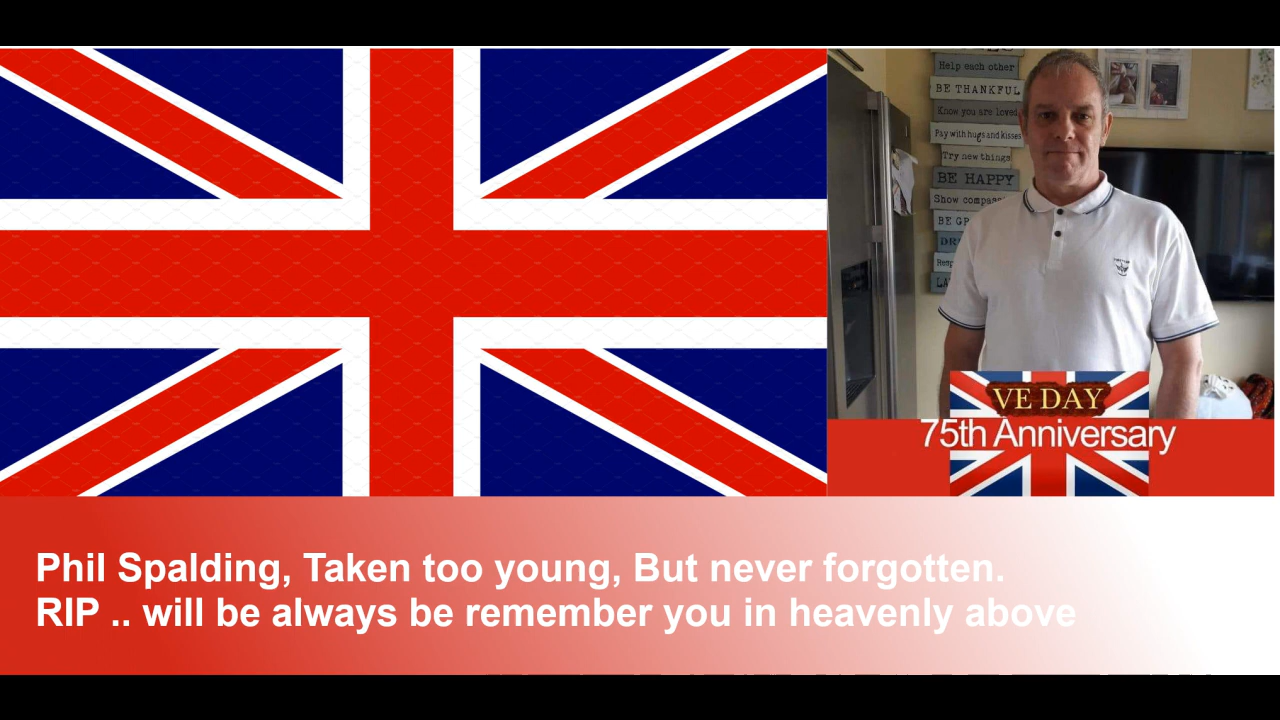 Help each other
BE THANKFUL
Know you are loved
Pay with hugs and kisses
Try new things
BE HAPPY
Show
VE DAY
75th Anniversary
Phil Spalding, Taken too young, But never forgotten.
RIP .. will be always be remember you in heavenly above